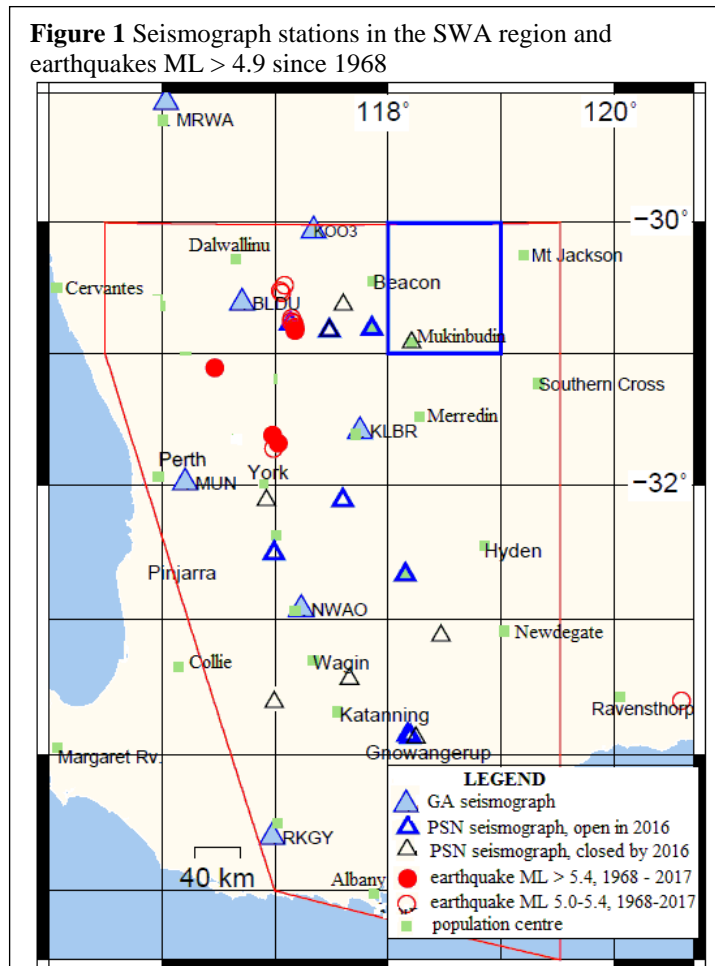 Figure 1 Seismograph stations in the SWA region and
earthquakes ML > 4.9 since 1968
118°
120°
MRWA
-30°
KOO3
Dalwallinu
Mt Jackson
Beacon
Cervantes
BLDU
Mukinbudin
Southern Cross
Merredin
KLBR
Perth
York
MUN
-32°
Hyden
Pinjarra
NWAO
Newdegate
Collie
Wagin
Ravensthorp
Katanning
Gnowangerup
Margaret Rv.
LEGEND
GA seismograph
PSN seismograph, open in 2016
PSN seismograph, closed by 2016
earthquake ML > 5.4, 1968 - 2017
earthquake ML 5.0-5.4, 1968-2017
population centre
RKGY
40 km
Albany